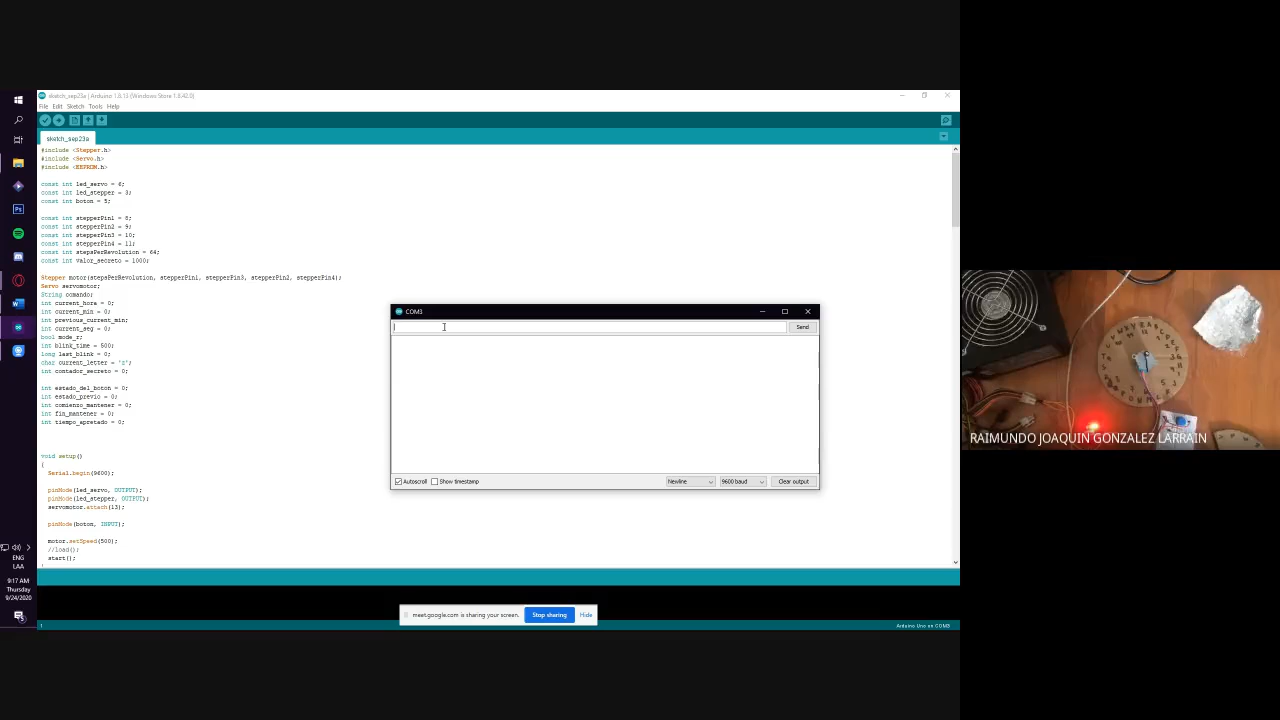 sketch_sep23a | Arduino 1.8.13 (Windows Store 1.8.42.0)
File Edit Sketch Tools Help
sketch_sep23a
#include <Stepper.h>
#include <Servo.h>
#include <EEPROM.h>
const int led_servo = 6;
const int led_stepper = 3;
const int boton = 5;
const int stepperPin1 = 8;
const int stepperPin2 = 9;
const int stepperPin3 = 10;
const int stepperPin4 = 11;
const int stepsPerRevolution = 64;
const int valor_secreto = 1000;
Stepper motor(stepsPerRevolution, stepperPin1, stepperPin3, stepperPin2, stepperPin4);
Servo servomotor;
String comando;
int current_hora = 0;
int current_min = 0;
int previous_current_min;
int current_seg = 0;
bool mode_r;
int blink_time = 500;
long last_blink = 0;
char current_letter = 'z';
int contador_secreto = 0;
int estado_del_boton = 0;
int estado_previo = 0;
int comienzo_mantener = 0;
int fin_mantener = 0;
int tiempo_apretado = 0;
void setup()
{
Serial.begin(9600);
pinMode(led_servo, OUTPUT);
pinMode(led_stepper, OUTPUT);
servomotor.attach(13);
pinMode(boton, INPUT);
motor.setSpeed(500);
//load();
start();
COM3
Send
Autoscroll Show timestamp Newline 9600 baud Clear output
ENG
LAA
9:17 AM
Thursday
9/24/2020
meet.google.com is sharing your screen. Stop sharing Hide
1 Arduino Uno on COM3
RAIMUNDO JOAQUIN GONZALEZ LARRAIN